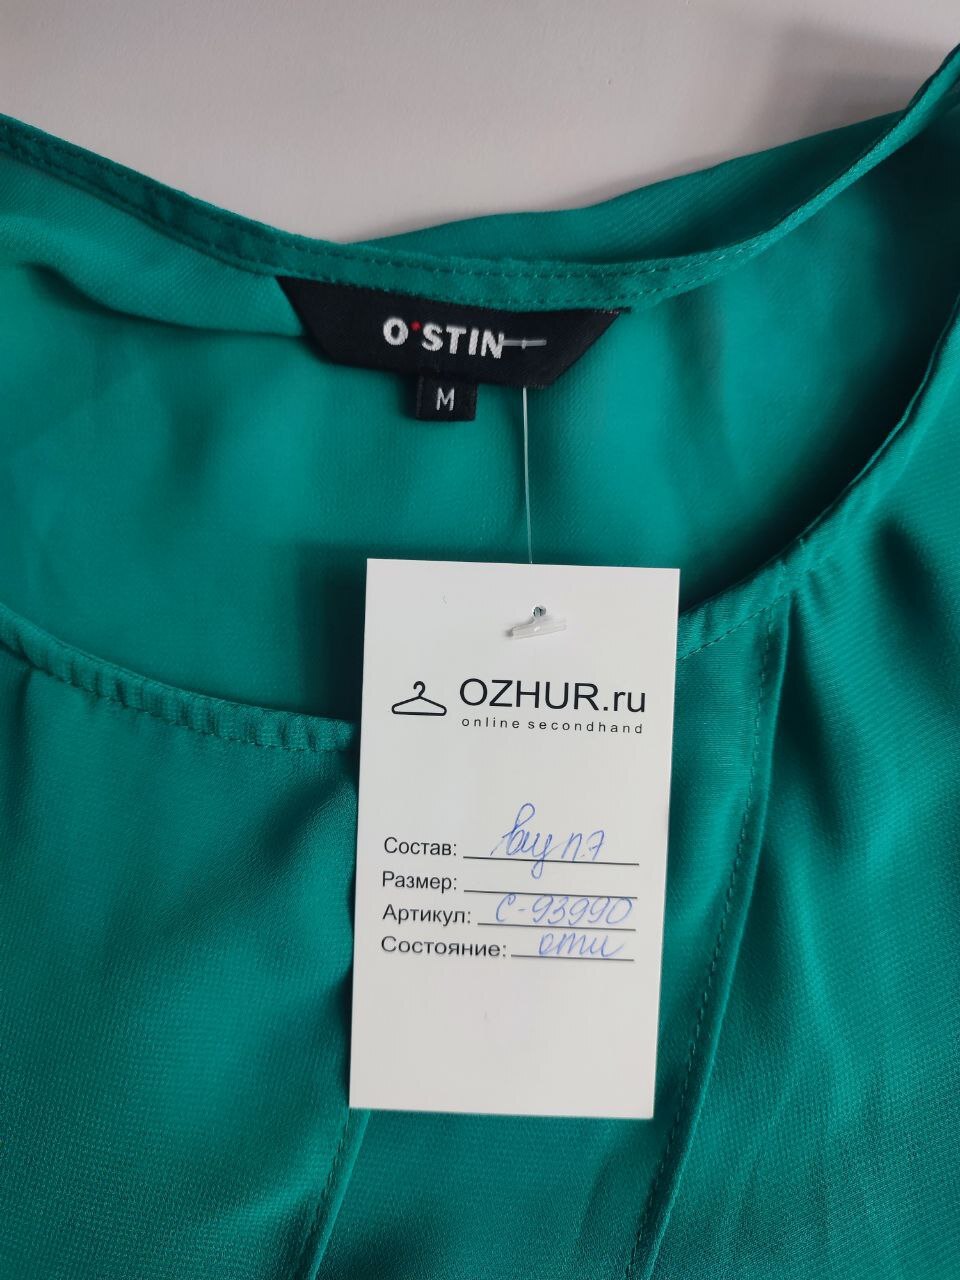 O'STIN
M
OZHUR.ru
online secondhand
Состав:
Размер:
Артикул: С-93990
Состояние: отл